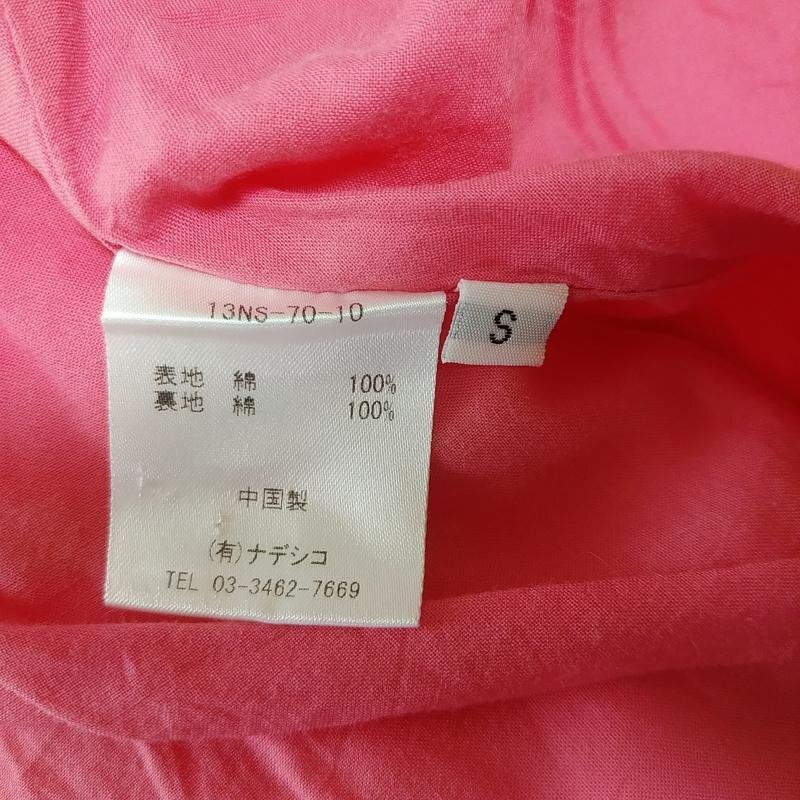 13NS-70-10
S
表地 綿 100%
裏地 綿 100%
中国製
(有)ナデシコ
TEL 03-3462-7669